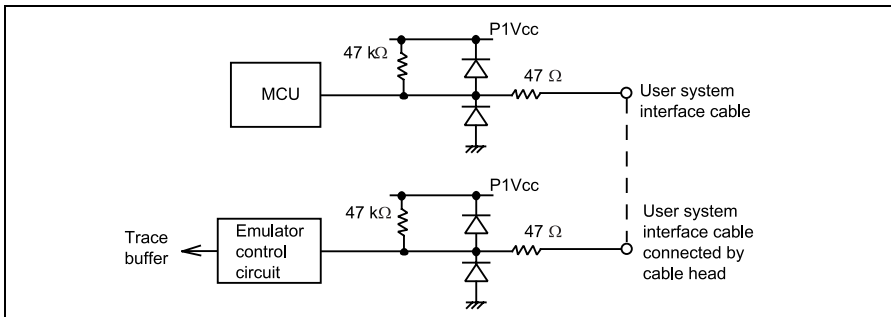 P1Vcc
47 kΩ
47 Ω
MCU
User system
interface cable
P1Vcc
47 kΩ
47 Ω
Trace
buffer
Emulator
control
circuit
User system
interface cable
connected by
cable head